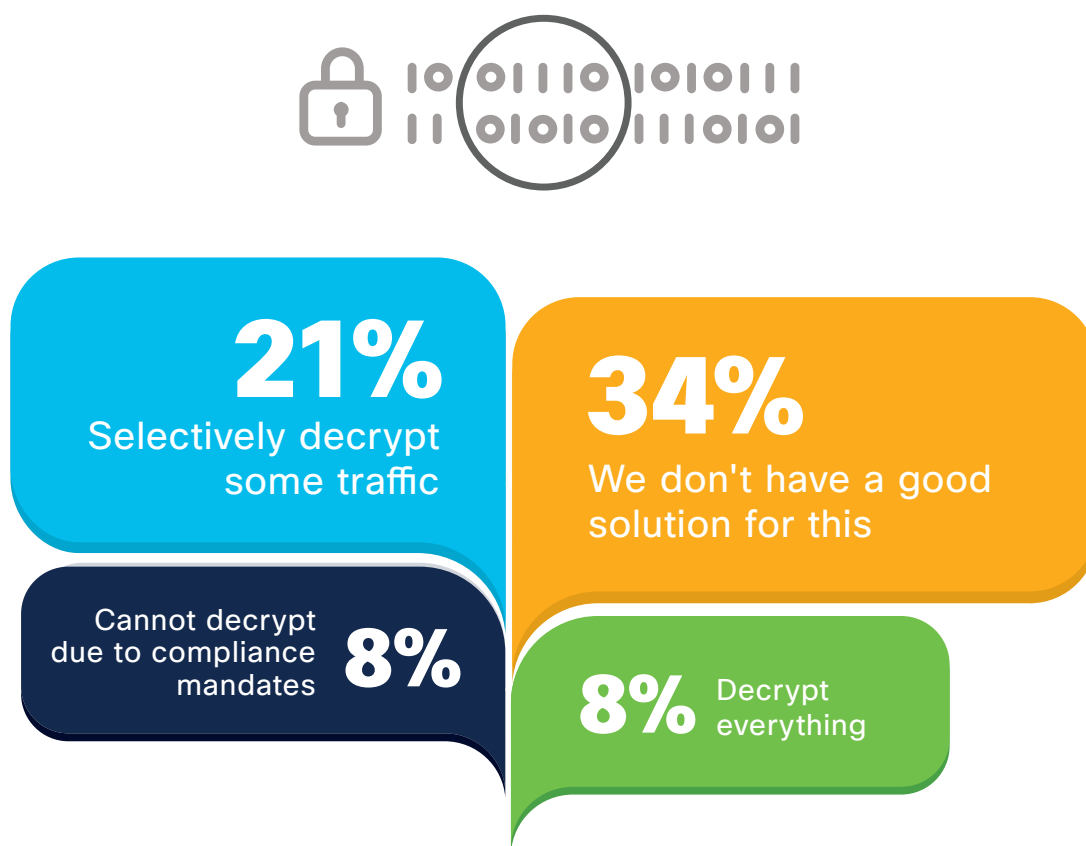 10 01110 1010111
11 01010 1110101
21%
Selectively decrypt
some traffic
34%
We don't have a good
solution for this
Cannot decrypt
due to compliance
mandates
8%
8%
Decrypt
everything